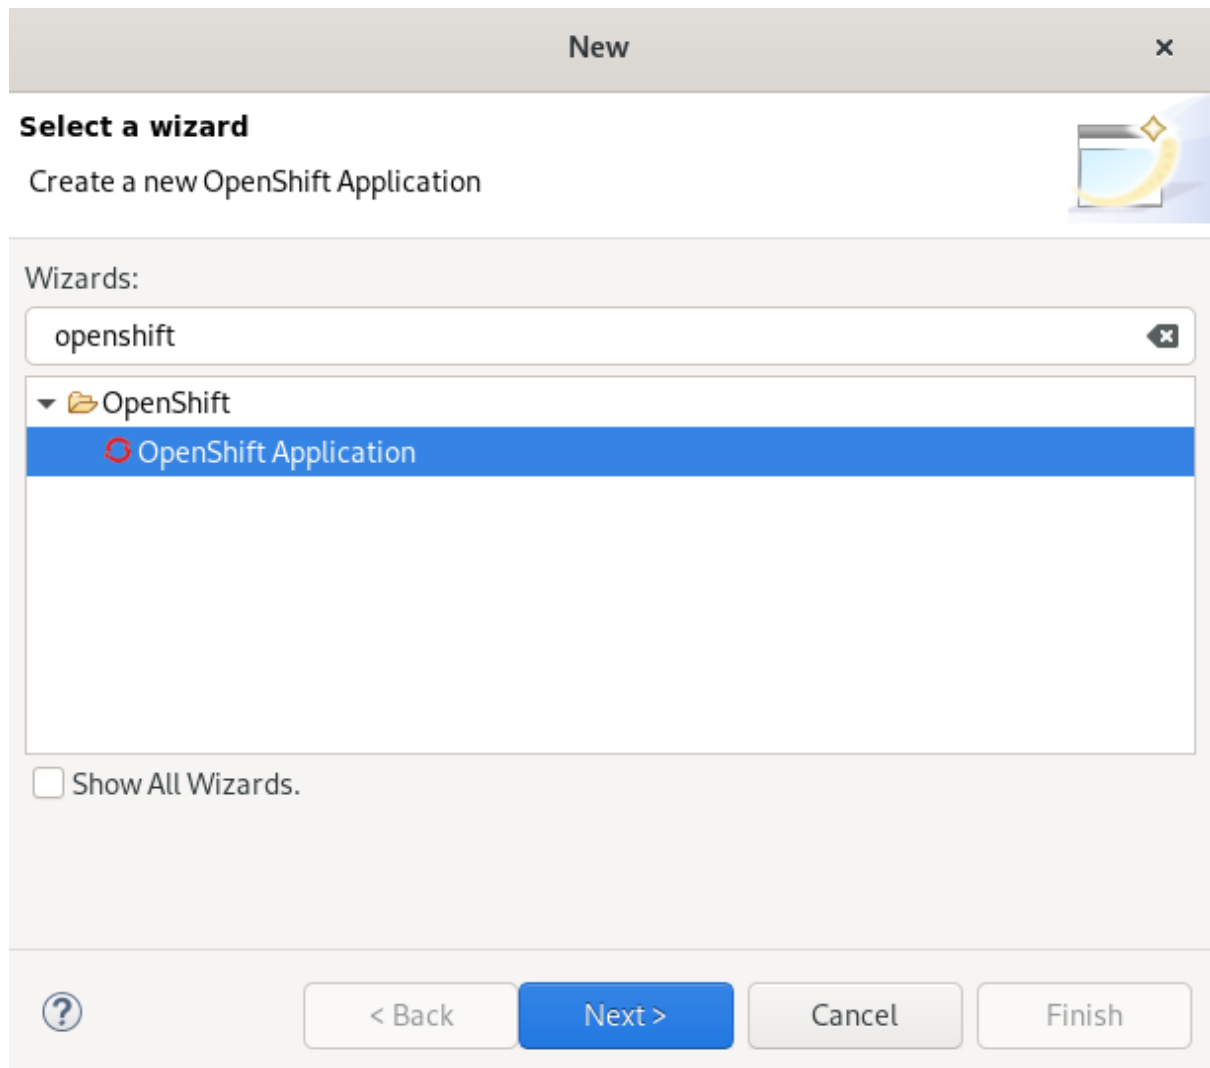 New
Select a wizard
Create a new OpenShift Application
Wizards:
openshift
OpenShift
OpenShift Application
Show All Wizards.
? < Back Next > Cancel Finish